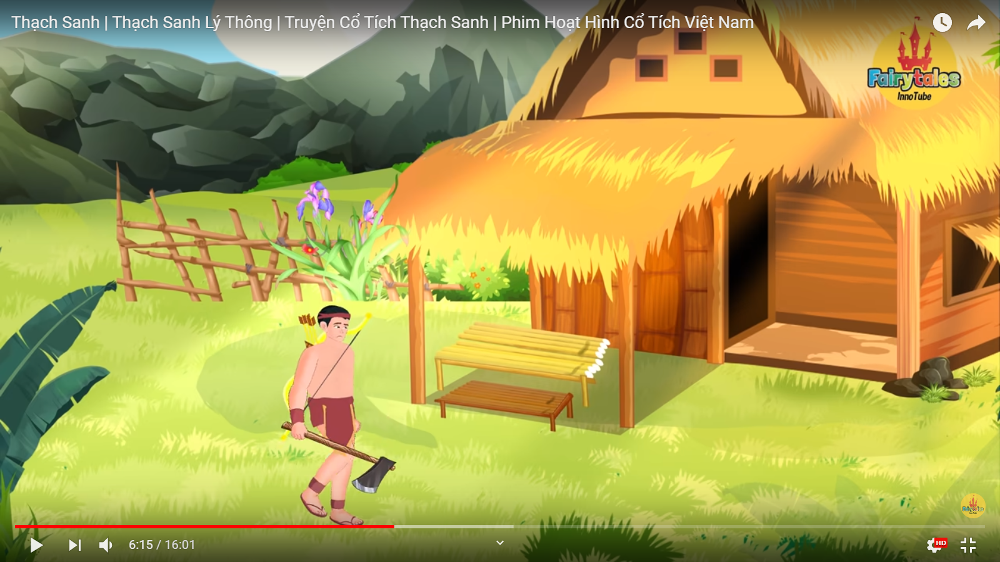 Thạch Sanh | Thạch Sanh Lý Thông | Truyện Cổ Tích Thạch Sanh | Phim Hoạt Hình Cổ Tích Việt Nam
Fairytales
InnoTube
Fairytales
6:15 / 16:01
HD